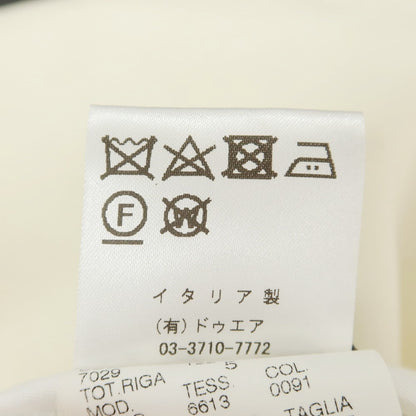 F W
イタリア製
(有)ドゥエア
03-3710-7772
7029 COL.
TOT.RIGA TESS. 0091
MOD. 6613 TAGLIA